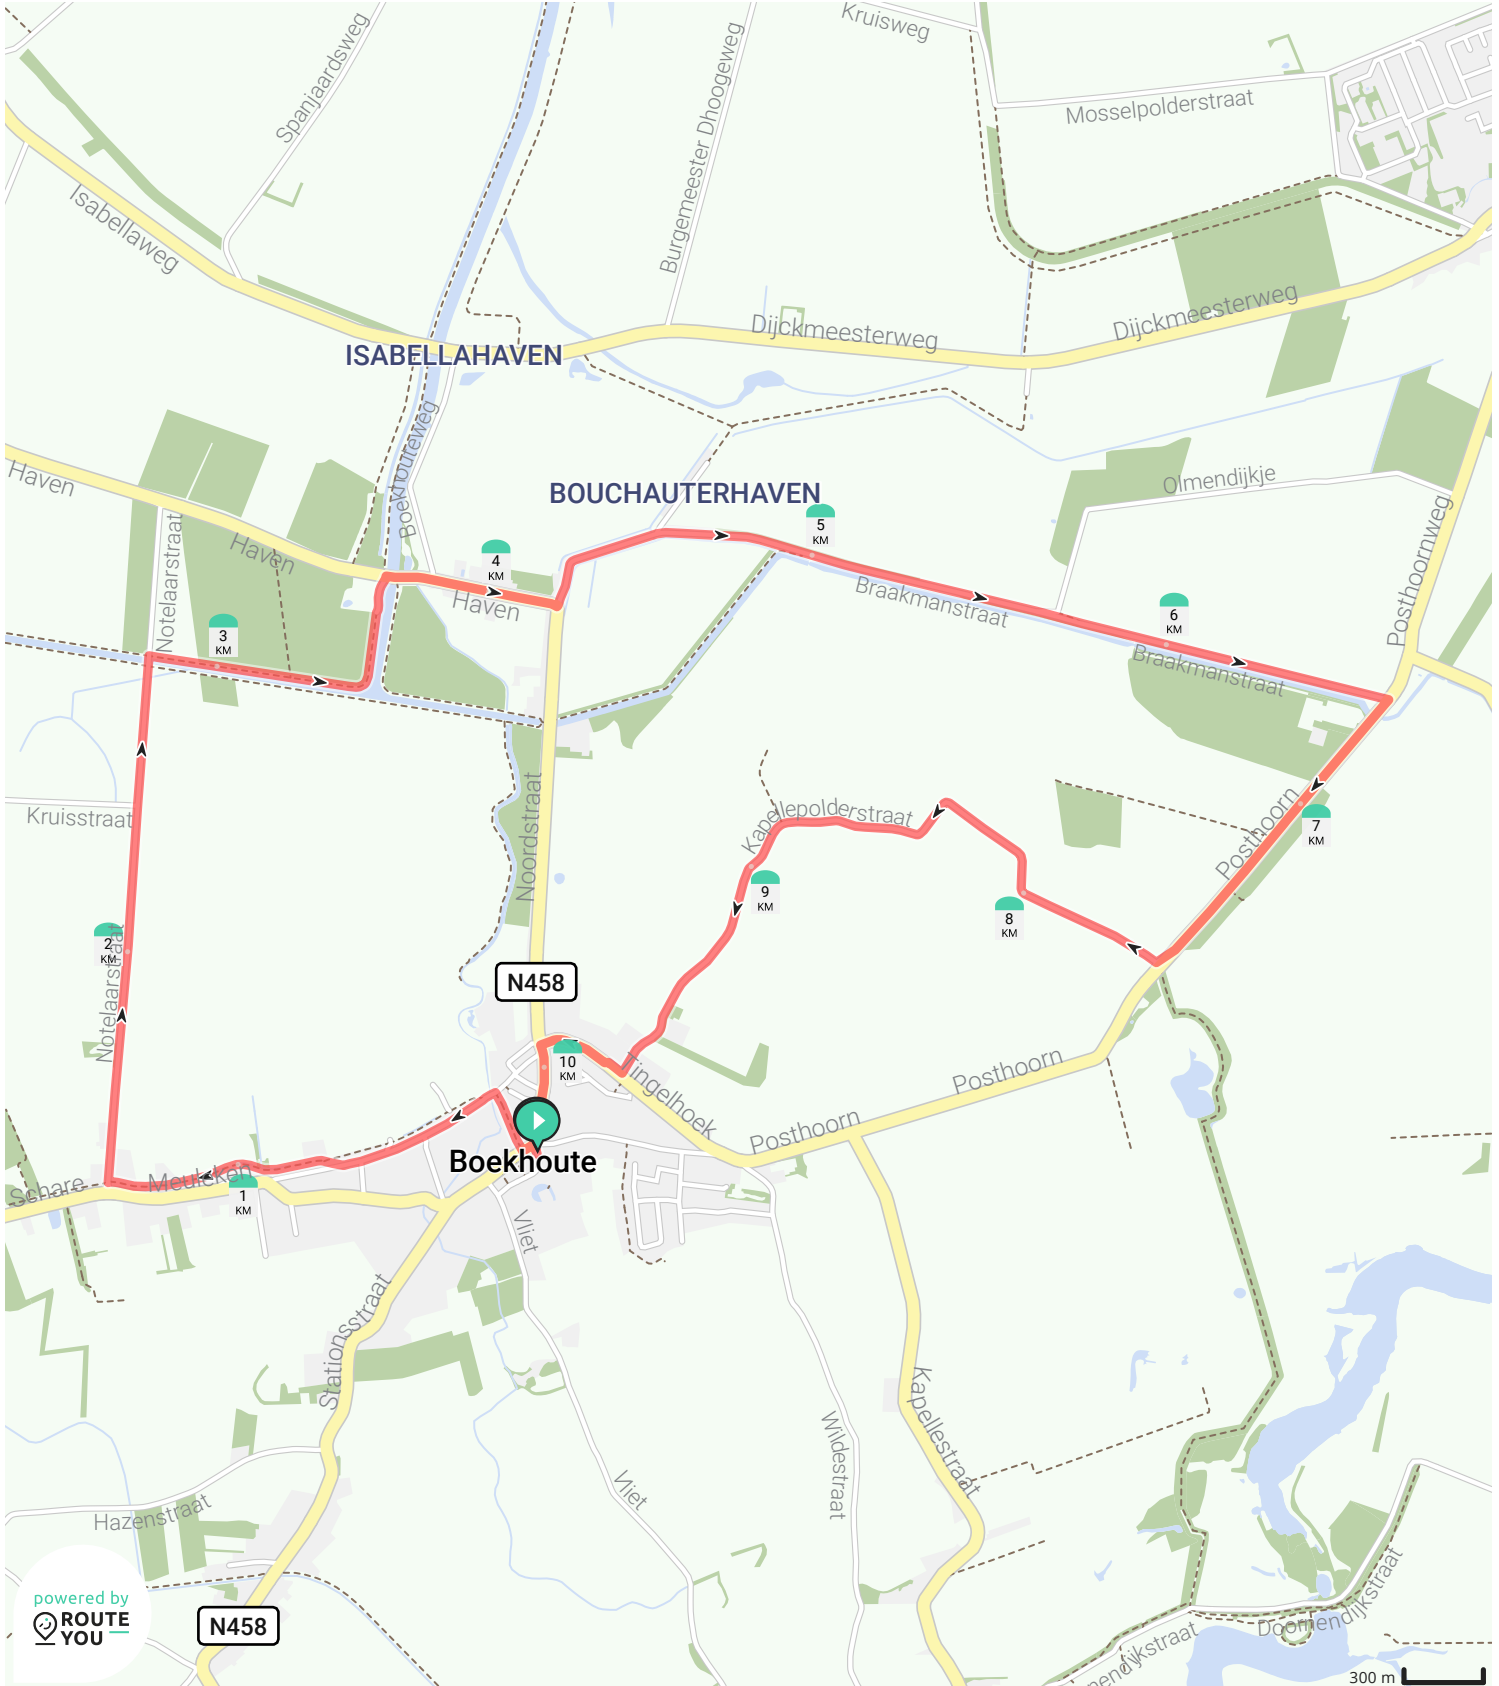 Kruisweg
Spanjaardsweg
Burgemeester Dhoogeweg
Mosselpolderstraat
Isabellaweg
Dijckmeesterweg
Dijckmeesterweg
ISABELLAHAVEN
Boekhouteweg
Haven
BOUCHAUTERHAVEN
Olmendijkje
Posthoornweg
Notelaarstraat
Haven
4
KM
5
KM
Haven
Braakmanstraat
6
KM
3
KM
Braakmanstraat
Kruisstraat
Noordstraat
Kapellepolderstraat
Posthoorn
7
KM
9
KM
8
KM
2
KM
Notelaarstraat
N458
10
KM
Tingelhoek
Posthoorn
Posthoorn
Boekhoute
Schare
Meuleken
1
KM
Vliet
Stationsstraat
Kapellestraat
Wildestraat
Vliet
Hazenstraat
powered by
ROUTE
YOU
N458
Doornendijkstraat
nendijkstraat
300 m